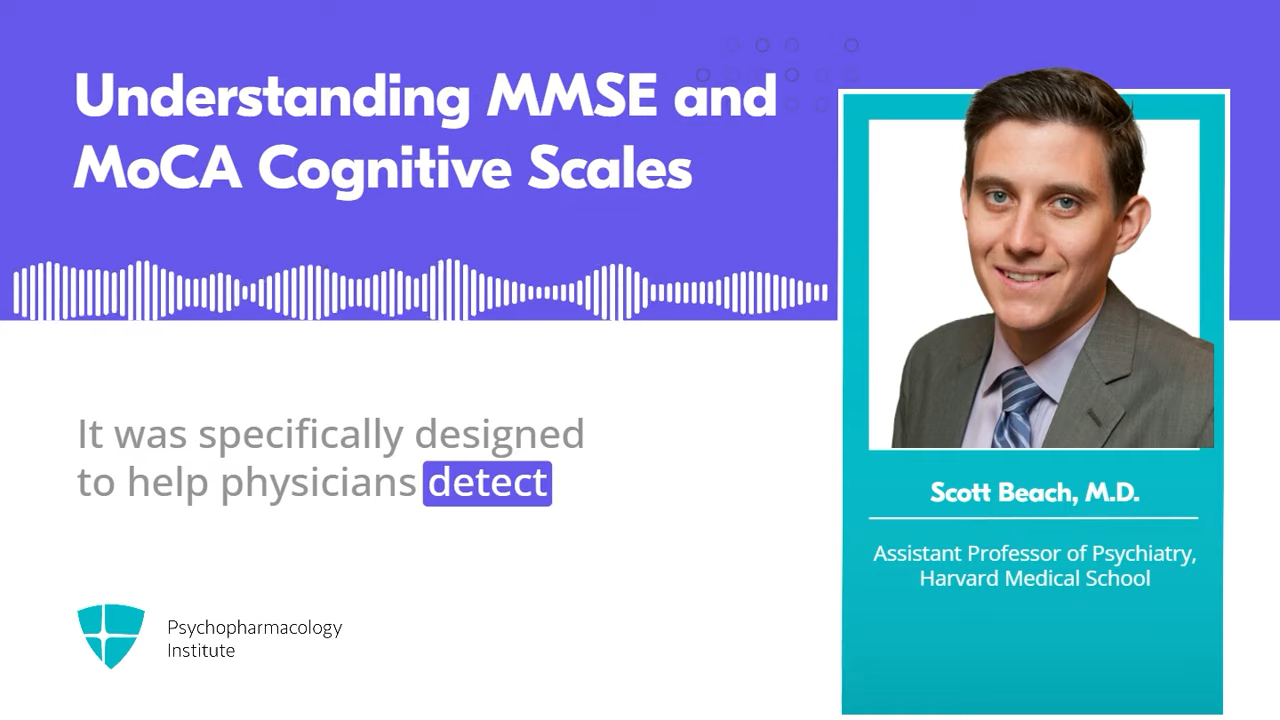 Understanding MMSE and
MoCA Cognitive Scales
It was specifically designed
to help physicians detect
Psychopharmacology
Institute
Scott Beach, M.D.
Assistant Professor of Psychiatry,
Harvard Medical School